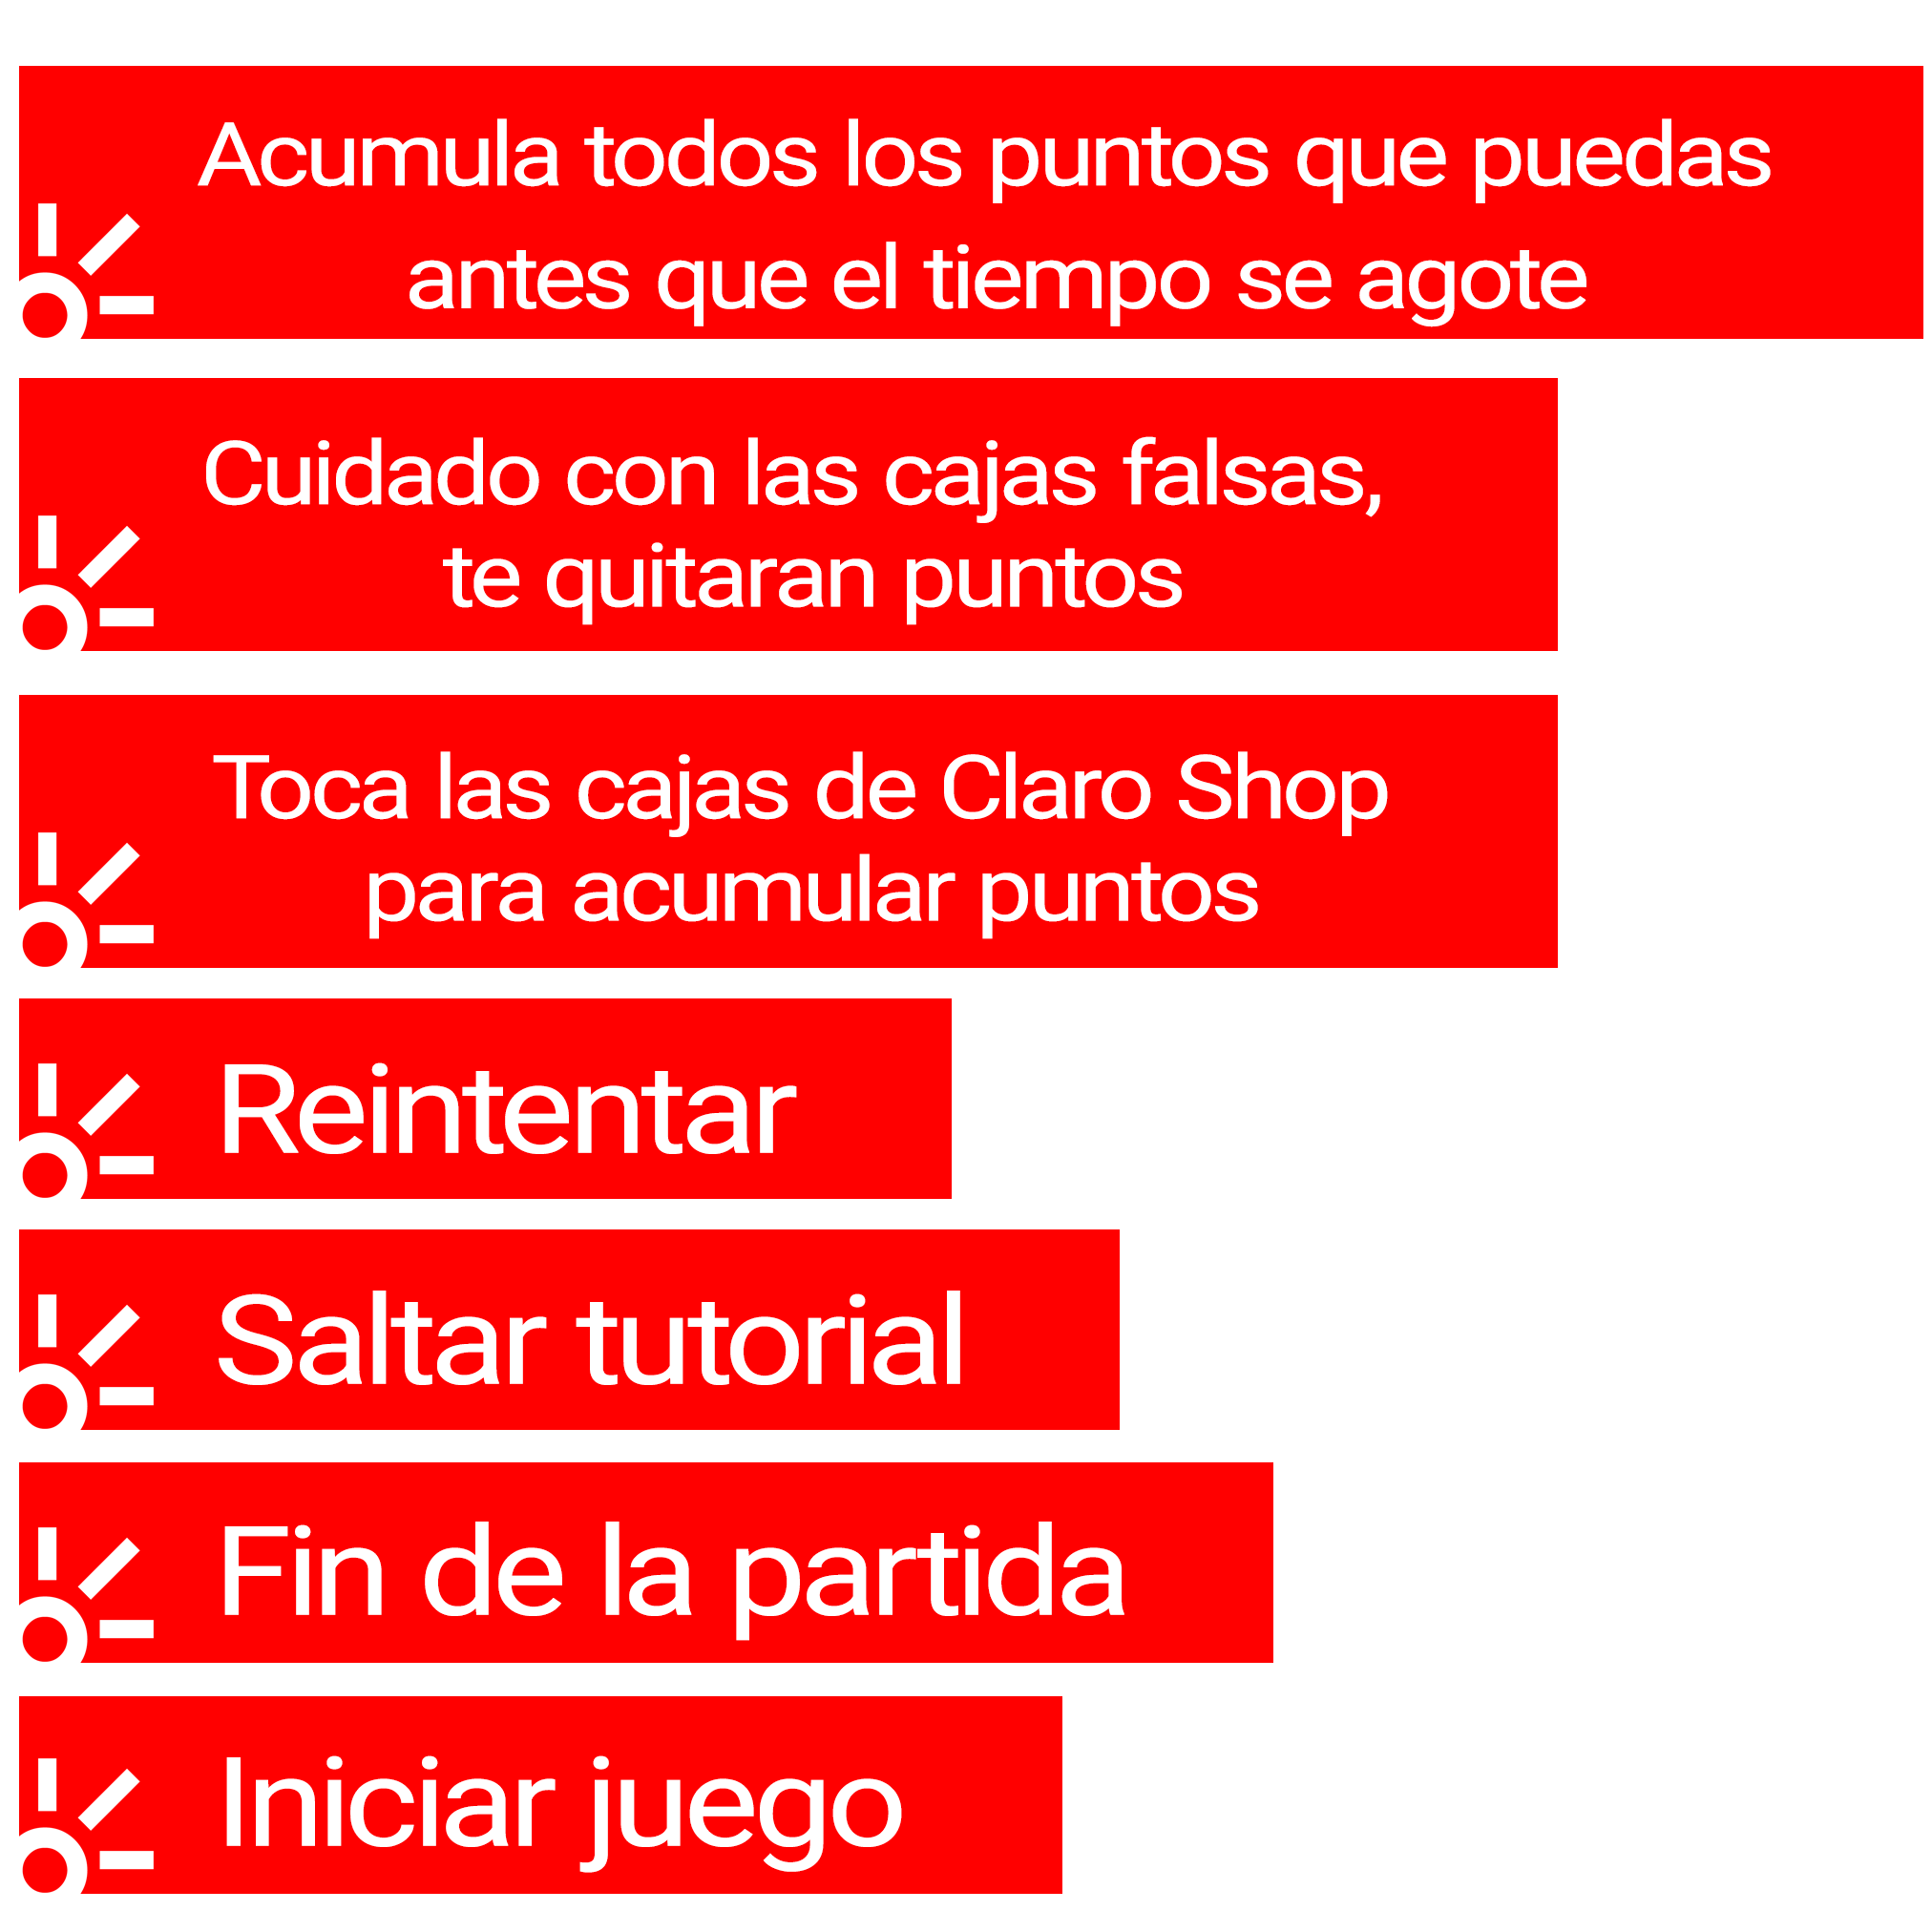 Acumula todos los puntos que puedas
antes que el tiempo se agote
Cuidado con las cajas falsas,
te quitaran puntos
Toca las cajas de Claro Shop
para acumular puntos
Reintentar
Saltar tutorial
Fin de la partida
Iniciar juego